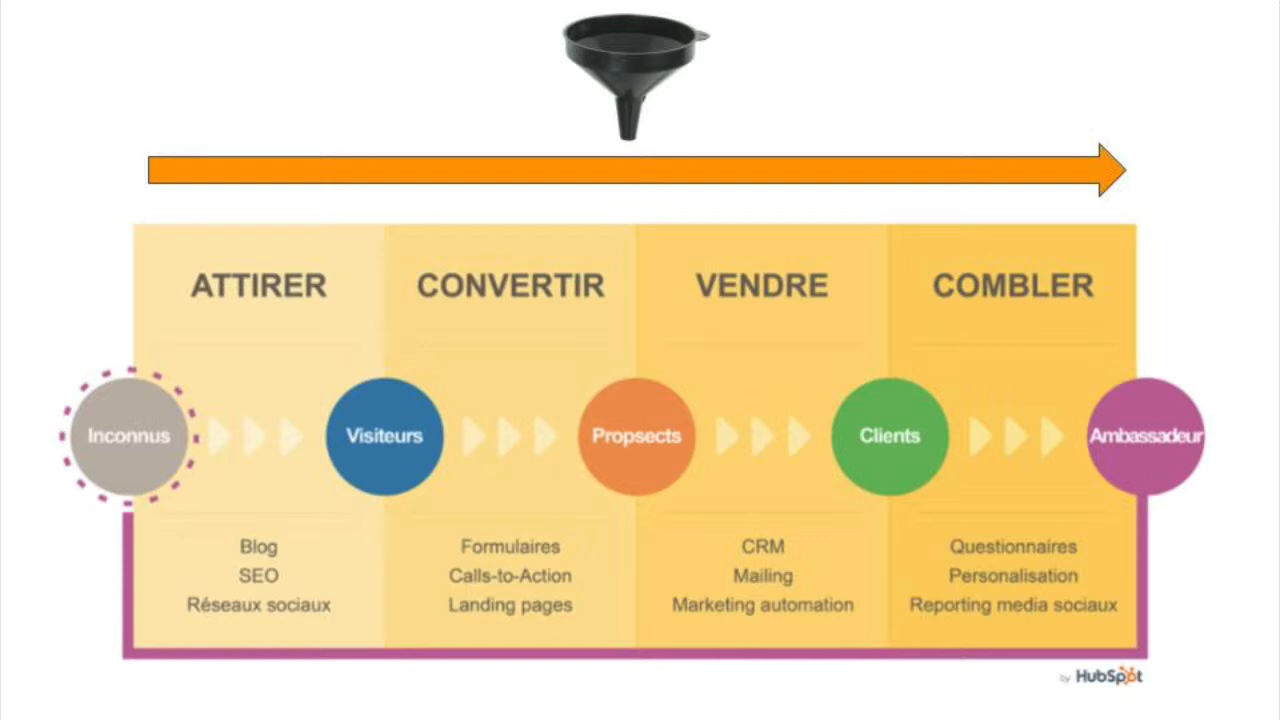 ATTIRER
CONVERTIR
VENDRE
COMBLER
Inconnus
Visiteurs
Propsects
Clients
Ambassadeur
Blog
SEO
Réseaux sociaux
Formulaires
Calls-to-Action
Landing pages
CRM
Mailing
Marketing automation
Questionnaires
Personalisation
Reporting media sociaux
by HubSpot